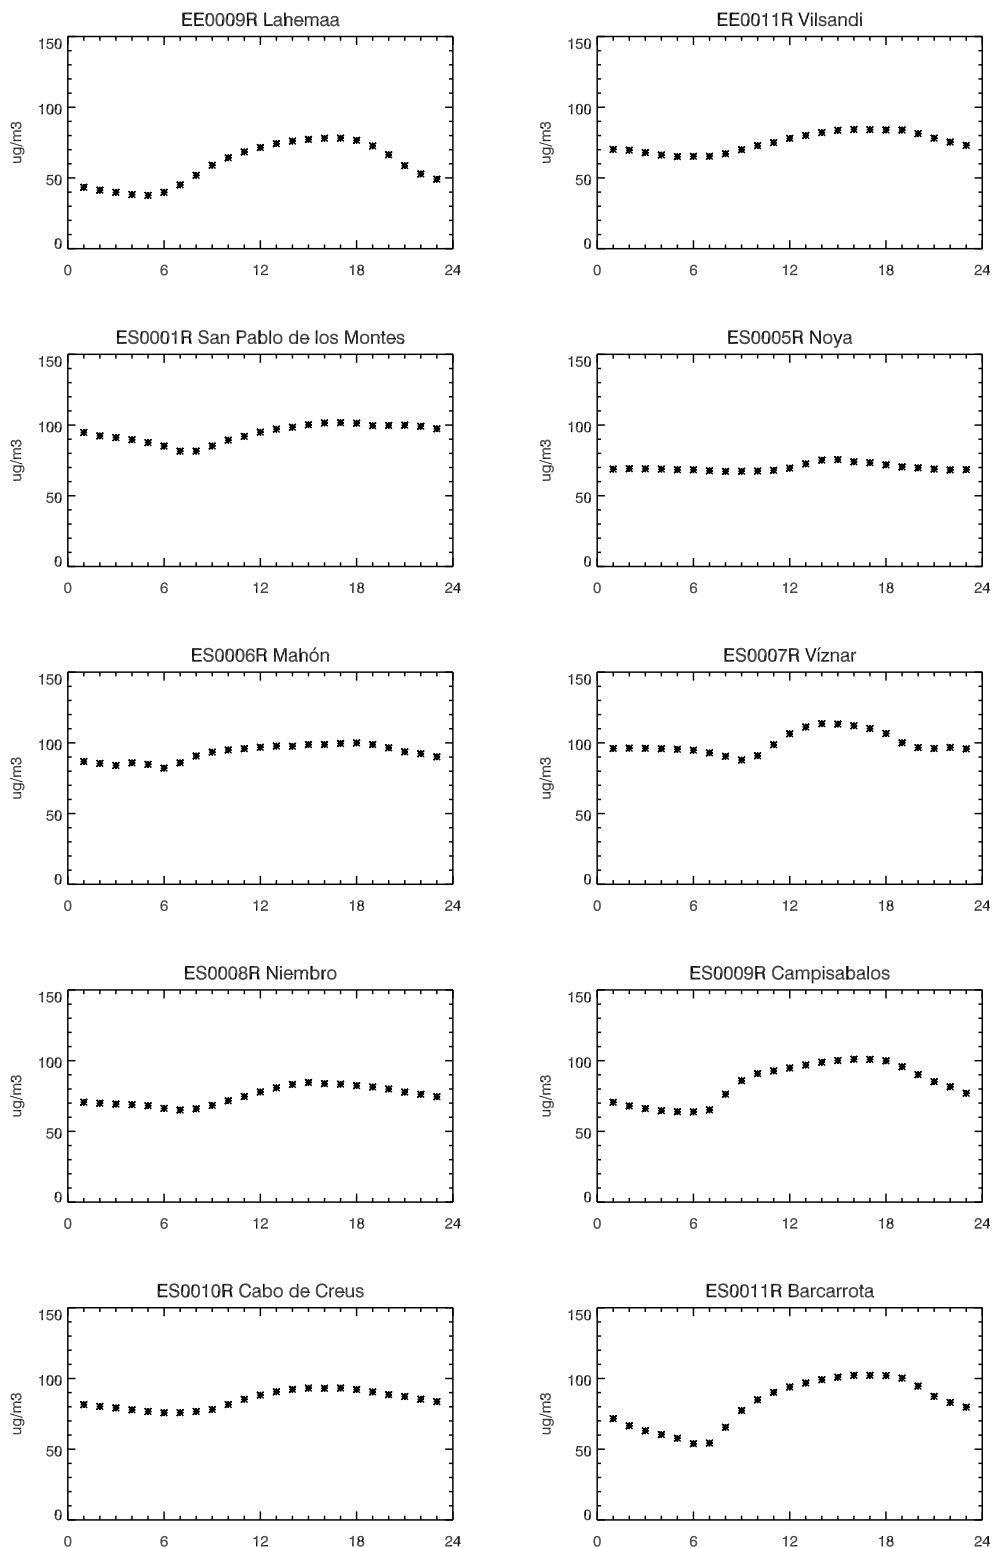 EE0009R Lahemaa
150
100
ug/m3
50
0
0 6 12 18 24
EE0011R Vilsandi
150
100
ug/m3
50
0
0 6 12 18 24
ES0001R San Pablo de los Montes
150
100
ug/m3
50
0
0 6 12 18 24
ES0005R Noya
150
100
ug/m3
50
0
0 6 12 18 24
ES0006R Mahón
150
100
ug/m3
50
0
0 6 12 18 24
ES0007R Víznar
150
100
ug/m3
50
0
0 6 12 18 24
ES0008R Niembro
150
100
ug/m3
50
0
0 6 12 18 24
ES0009R Campisabalos
150
100
ug/m3
50
0
0 6 12 18 24
ES0010R Cabo de Creus
150
100
ug/m3
50
0
0 6 12 18 24
ES0011R Barcarrota
150
100
ug/m3
50
0
0 6 12 18 24